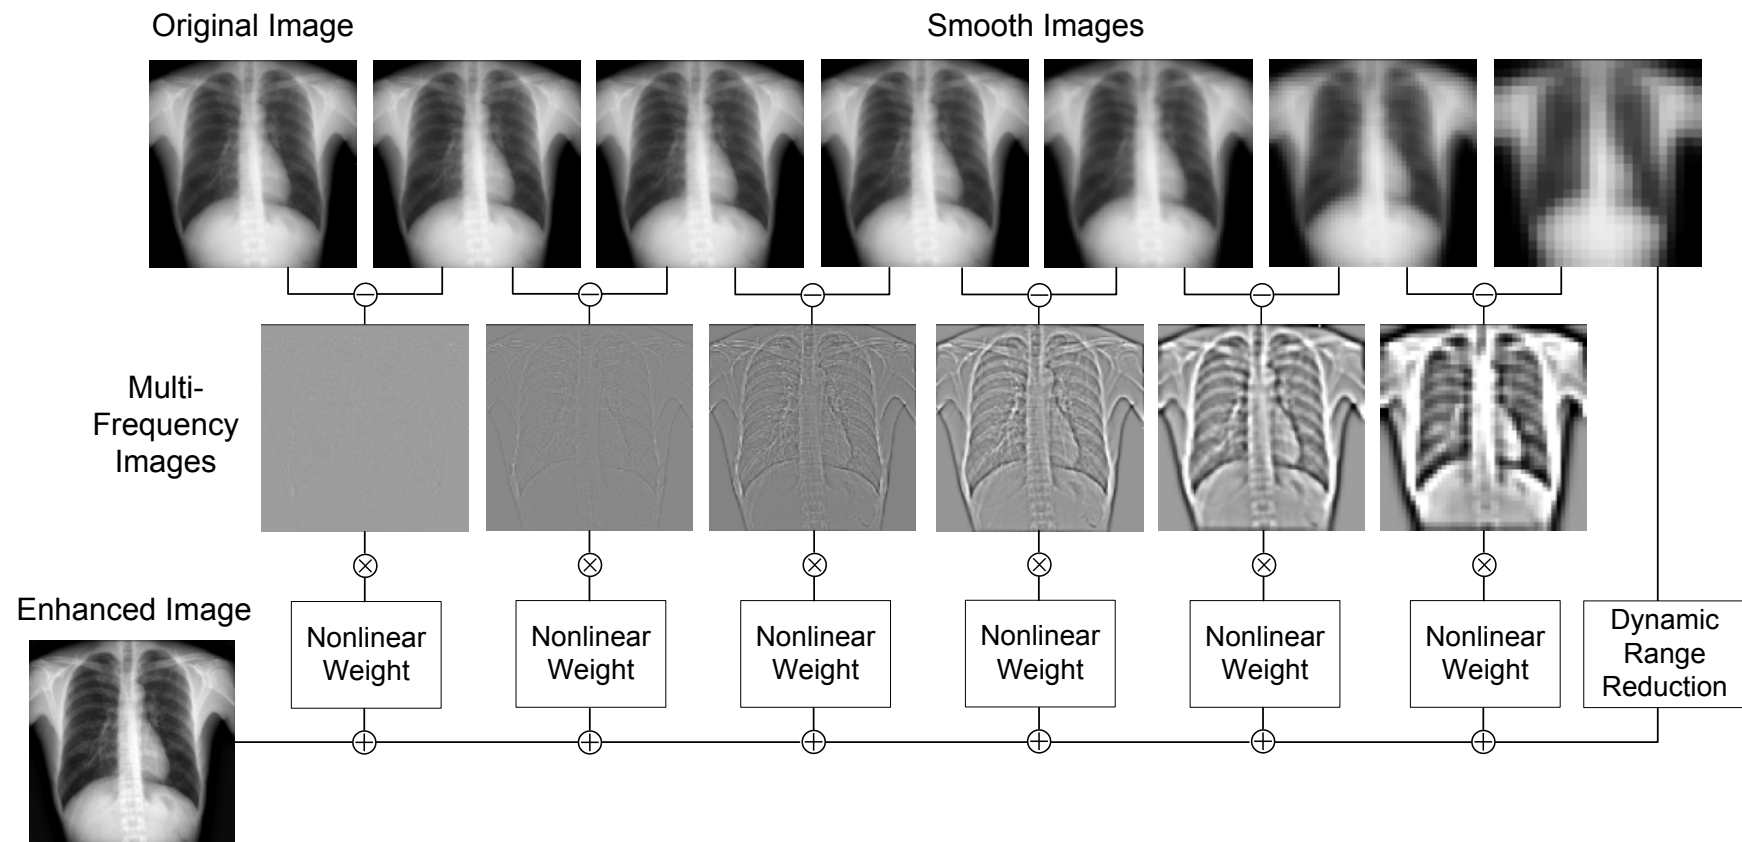 Original Image
Smooth Images
Multi-
Frequency
Images
Enhanced Image
Nonlinear
Weight
Nonlinear
Weight
Nonlinear
Weight
Nonlinear
Weight
Nonlinear
Weight
Nonlinear
Weight
Dynamic
Range
Reduction